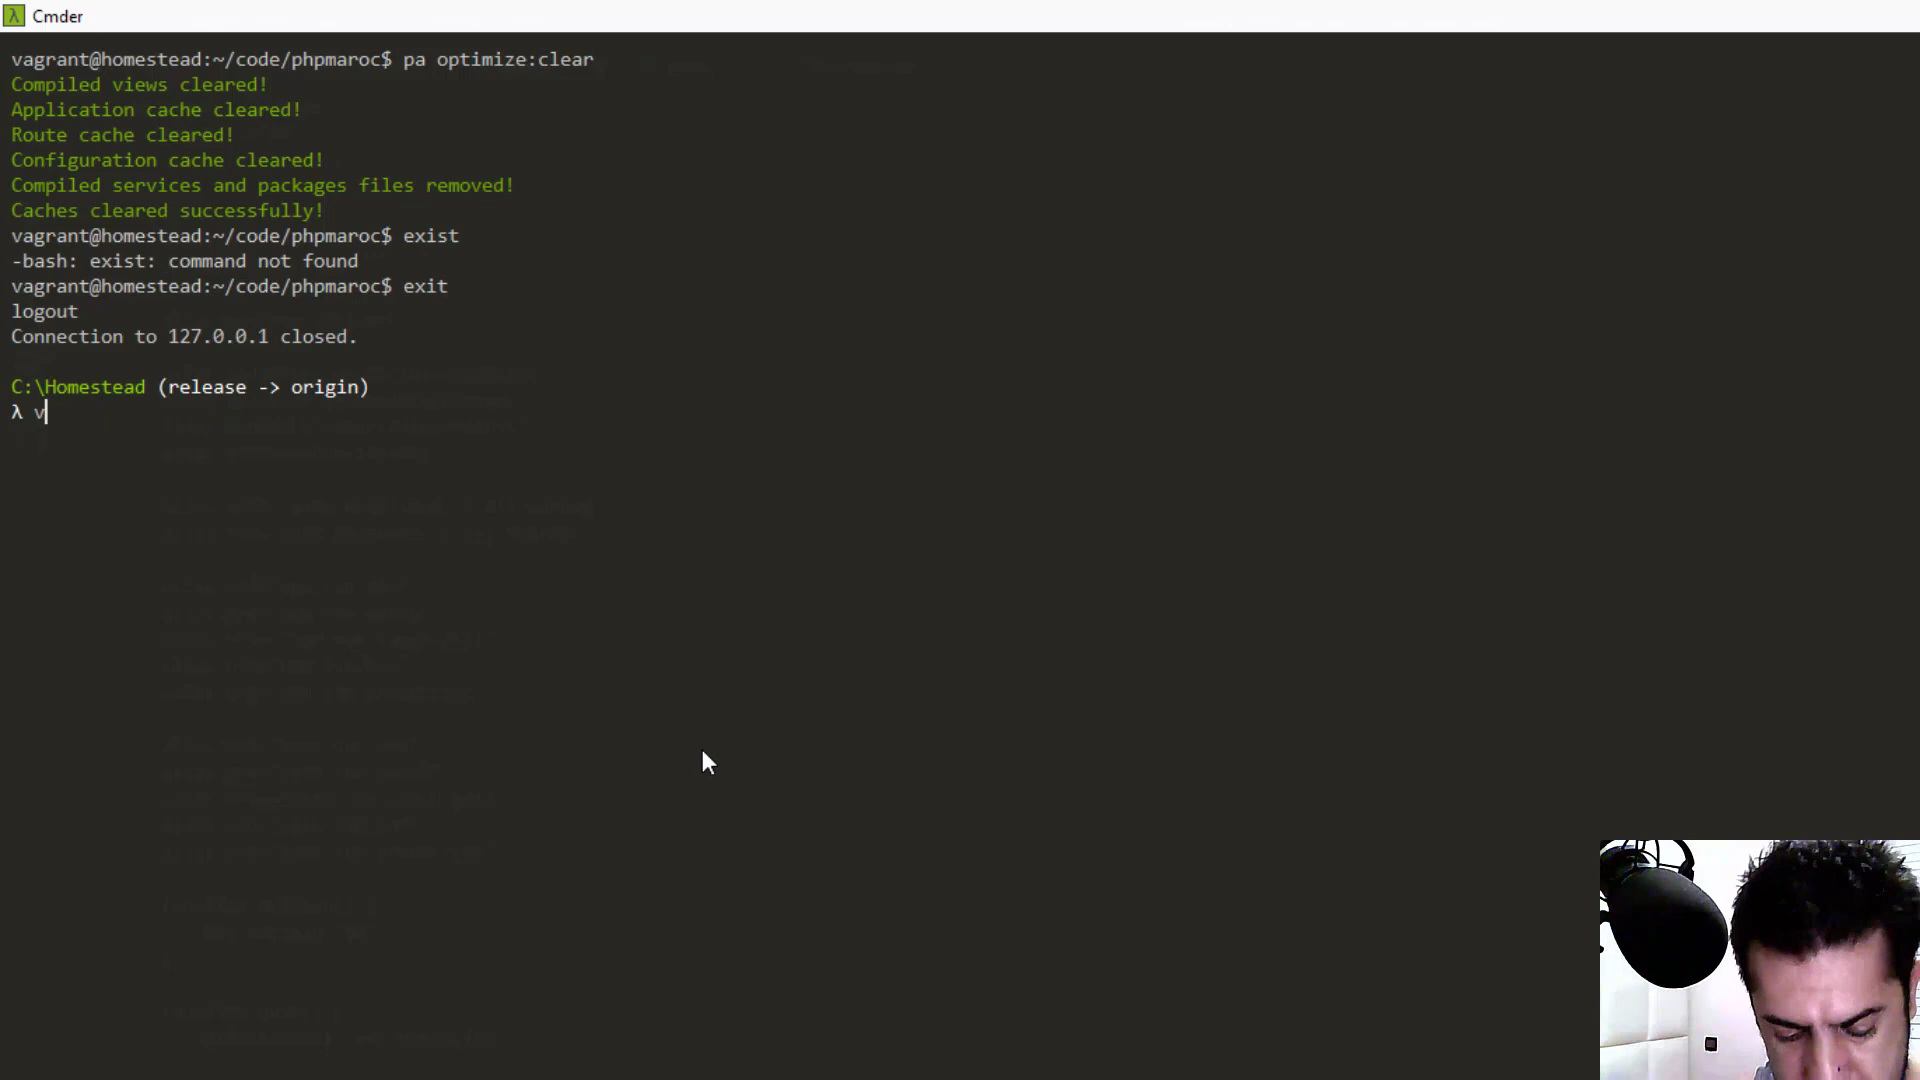 λ Cmder
vagrant@homestead:~/code/phpmaroc$ pa optimize:clear
Compiled views cleared!
Application cache cleared!
Route cache cleared!
Configuration cache cleared!
Compiled services and packages files removed!
Caches cleared successfully!
vagrant@homestead:~/code/phpmaroc$ exist
-bash: exist: command not found
vagrant@homestead:~/code/phpmaroc$ exit
logout
Connection to 127.0.0.1 closed.
C:\Homestead (release -> origin)
λ v